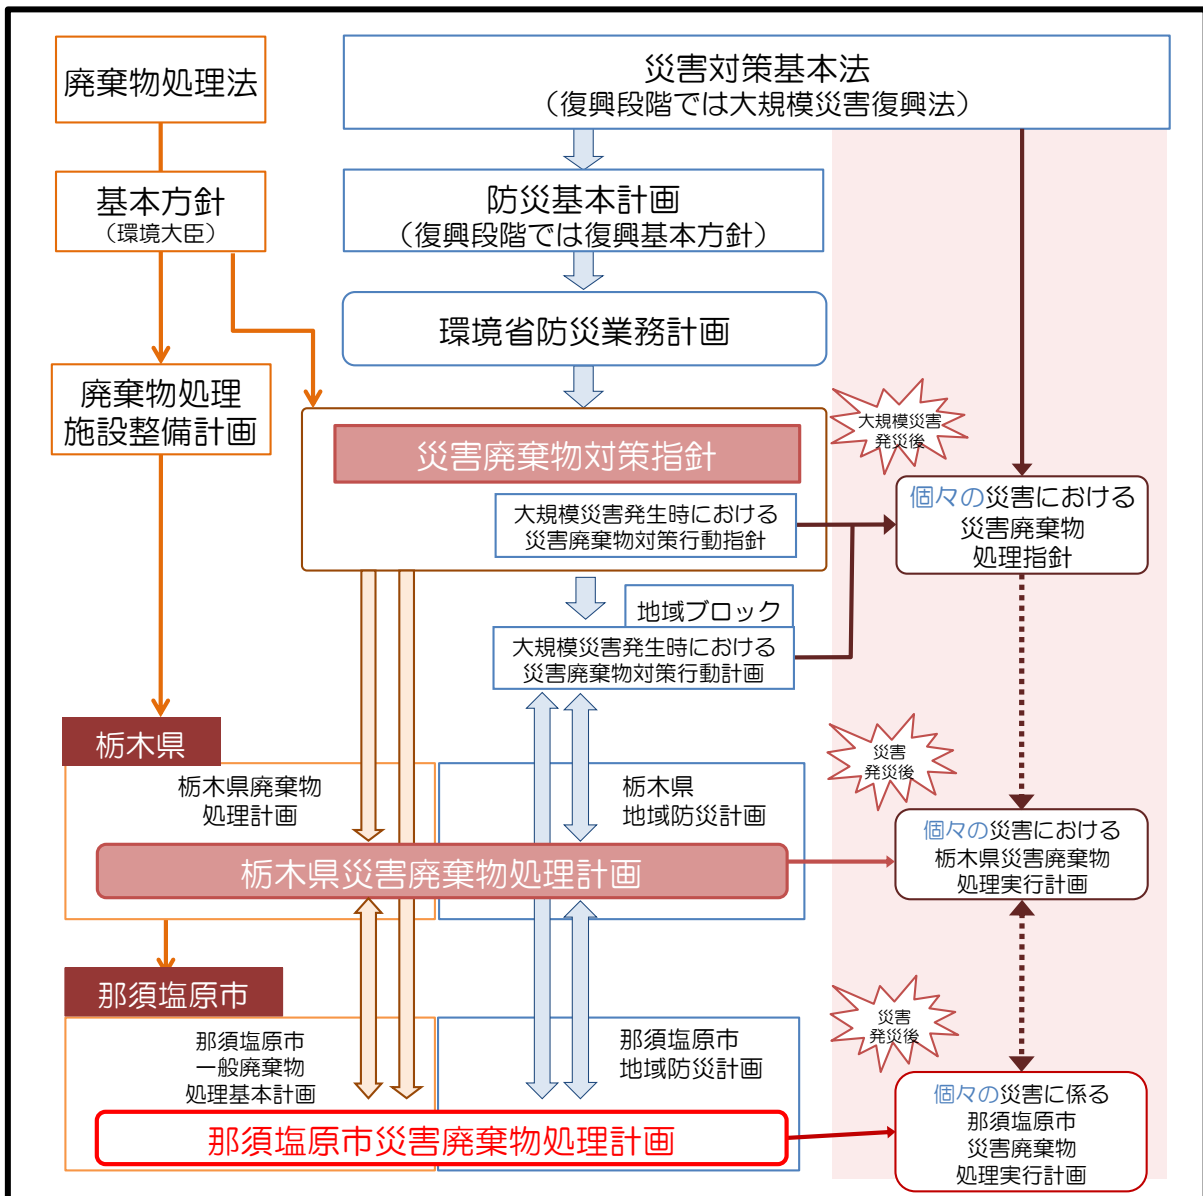 廃棄物処理法
災害対策基本法
（復興段階では大規模災害復興法）
基本方針
（環境大臣）
防災基本計画
（復興段階では復興基本方針）
環境省防災業務計画
廃棄物処理
施設整備計画
大規模災害
発災後
災害廃棄物対策指針
大規模災害発生時における
災害廃棄物対策行動指針
個々の災害における
災害廃棄物
処理指針
地域ブロック
大規模災害発生時における
災害廃棄物対策行動計画
栃木県
栃木県廃棄物
処理計画
栃木県
地域防災計画
災害
発災後
栃木県災害廃棄物処理計画
個々の災害における
栃木県災害廃棄物
処理実行計画
那須塩原市
那須塩原市
一般廃棄物
処理基本計画
那須塩原市
地域防災計画
災害
発災後
那須塩原市災害廃棄物処理計画
個々の災害に係る
那須塩原市
災害廃棄物
処理実行計画